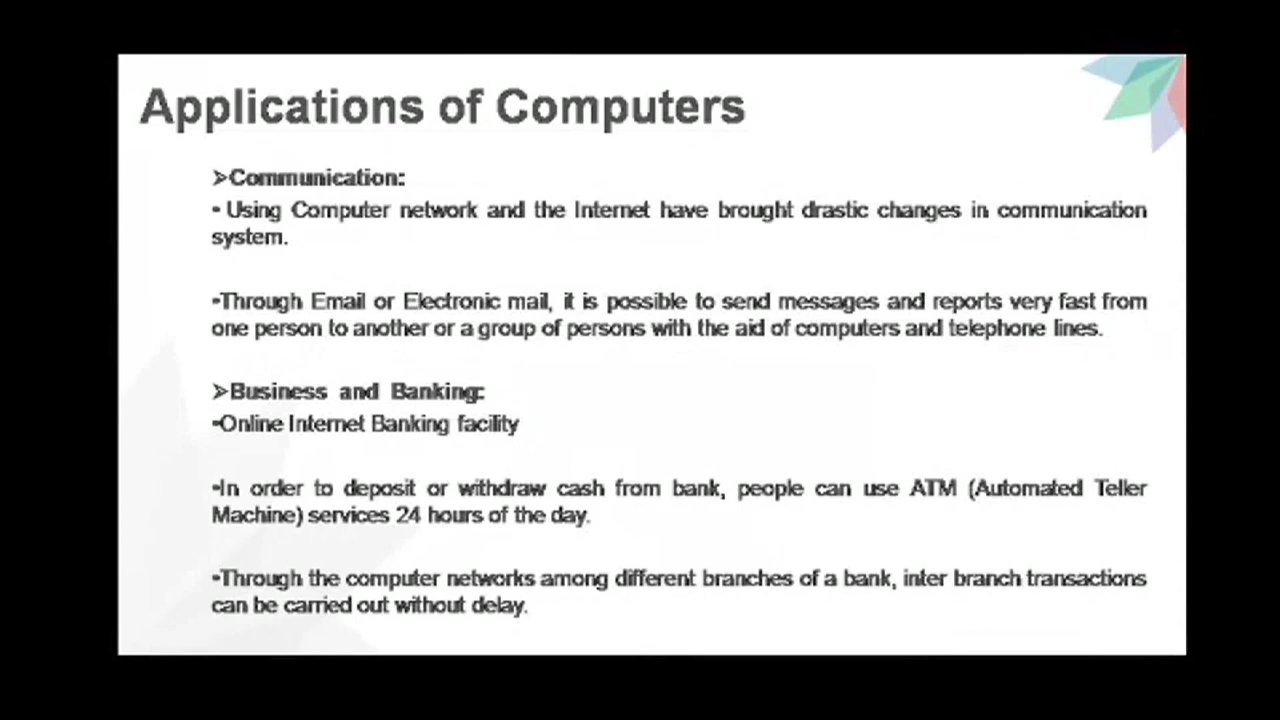 Applications of Computers
➢Communication:
• Using Computer network and the Internet have brought drastic changes in communication
system.
•Through Email or Electronic mail, it is possible to send messages and reports very fast from
one person to another or a group of persons with the aid of computers and telephone lines.
➢Business and Banking:
•Online Internet Banking facility
•In order to deposit or withdraw cash from bank, people can use ATM (Automated Teller
Machine) services 24 hours of the day.
•Through the computer networks among different branches of a bank, inter branch transactions
can be carried out without delay.